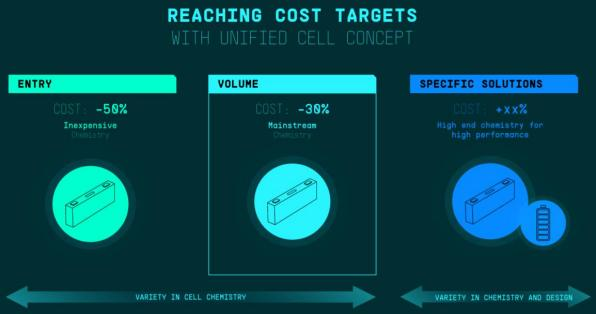 REACHING COST TARGETS
WITH UNIFIED CELL CONCEPT
ENTRY
COST: -50%
Inexpensive
Chemistry
VOLUME
COST: -30%
Mainstream
Chemistry
SPECIFIC SOLUTIONS
COST: +xx%
High end chemistry for
high performance
VARIETY IN CELL CHEMISTRY
VARIETY IN CHEMISTRY AND DESIGN